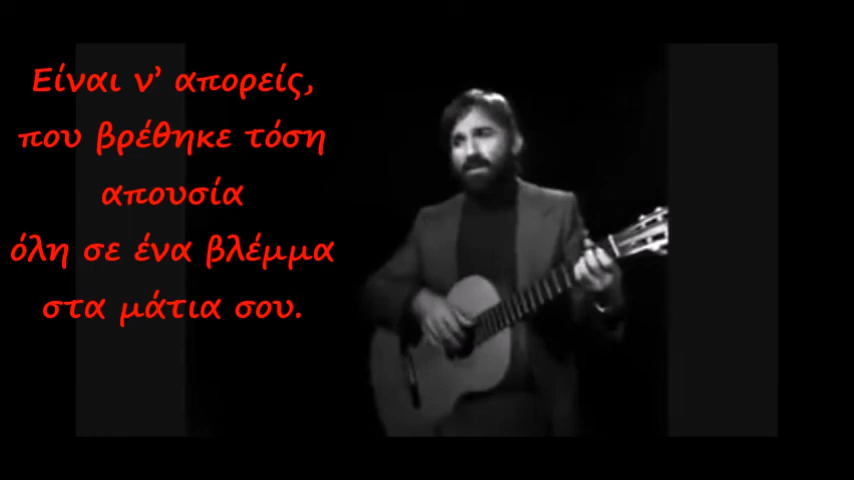 Είναι ν' απορείς,
που βρέθηκε τόση
απουσία
όλη σε ένα βλέμμα
στα μάτια σου.